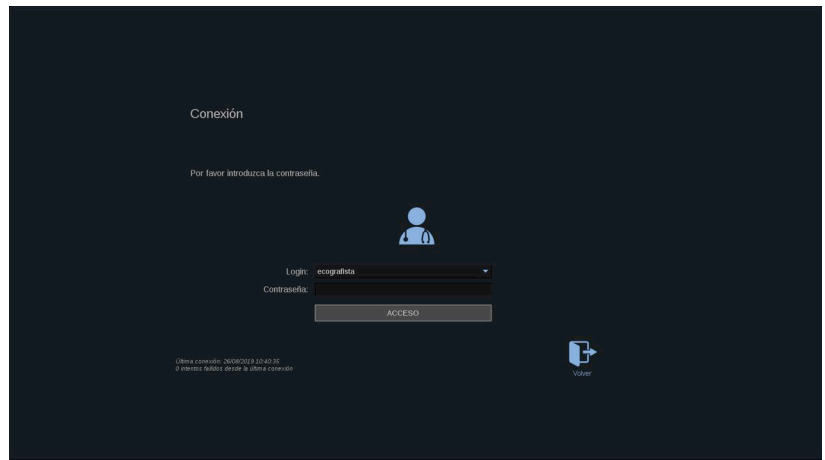 Conexión
Por favor introduzca la contraseña.
Login: ecografista
Contraseña:
ACCESO
Última conexión: 26/08/2019 10:40:35
0 intentos fallidos desde la última conexión
Volver